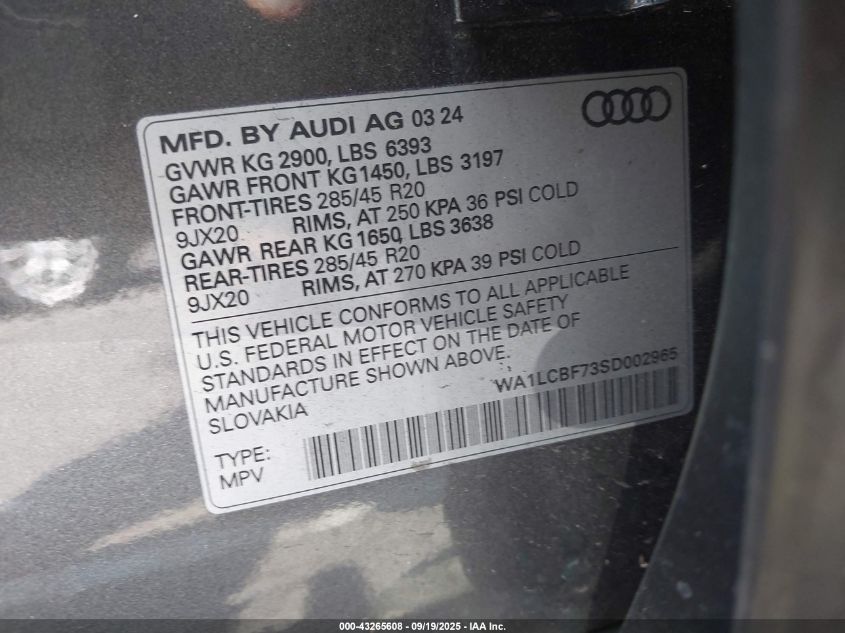 MFD. BY AUDI AG 03 24
GVWR KG 2900, LBS 6393
GAWR FRONT KG1450, LBS 3197
FRONT-TIRES 285/45 R20
9JX20 RIMS, AT 250 KPA 36 PSI COLD
GAWR REAR KG 1650, LBS 3638
REAR-TIRES 285/45 R20
9JX20 RIMS, AT 270 KPA 39 PSI COLD
THIS VEHICLE CONFORMS TO ALL APPLICABLE
U.S. FEDERAL MOTOR VEHICLE SAFETY
STANDARDS IN EFFECT ON THE DATE OF
MANUFACTURE SHOWN ABOVE.
SLOVAKIA
WA1LCBF73SD002965
TYPE:
MPV
000-43265608 - 09/19/2025 - IAA Inc.